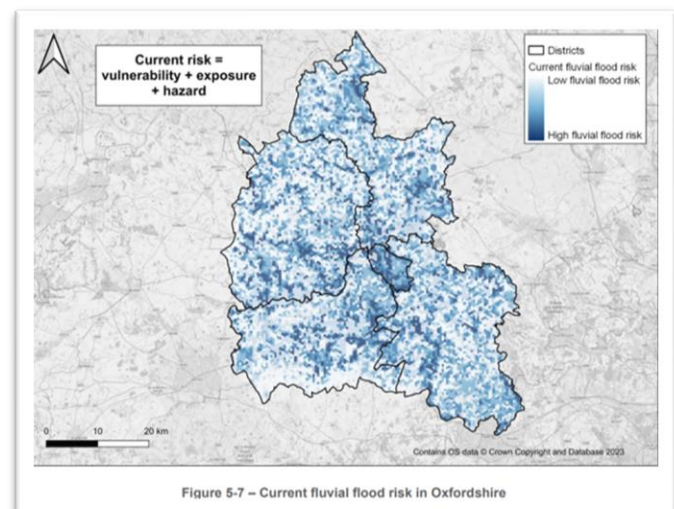 Current risk =
vulnerability + exposure
+ hazard
Districts
Current fluvial flood risk
Low fluvial flood risk
High fluvial flood risk
0 10 20 km
Contains OS data © Crown Copyright and Database 2023
Figure 5-7 – Current fluvial flood risk in Oxfordshire